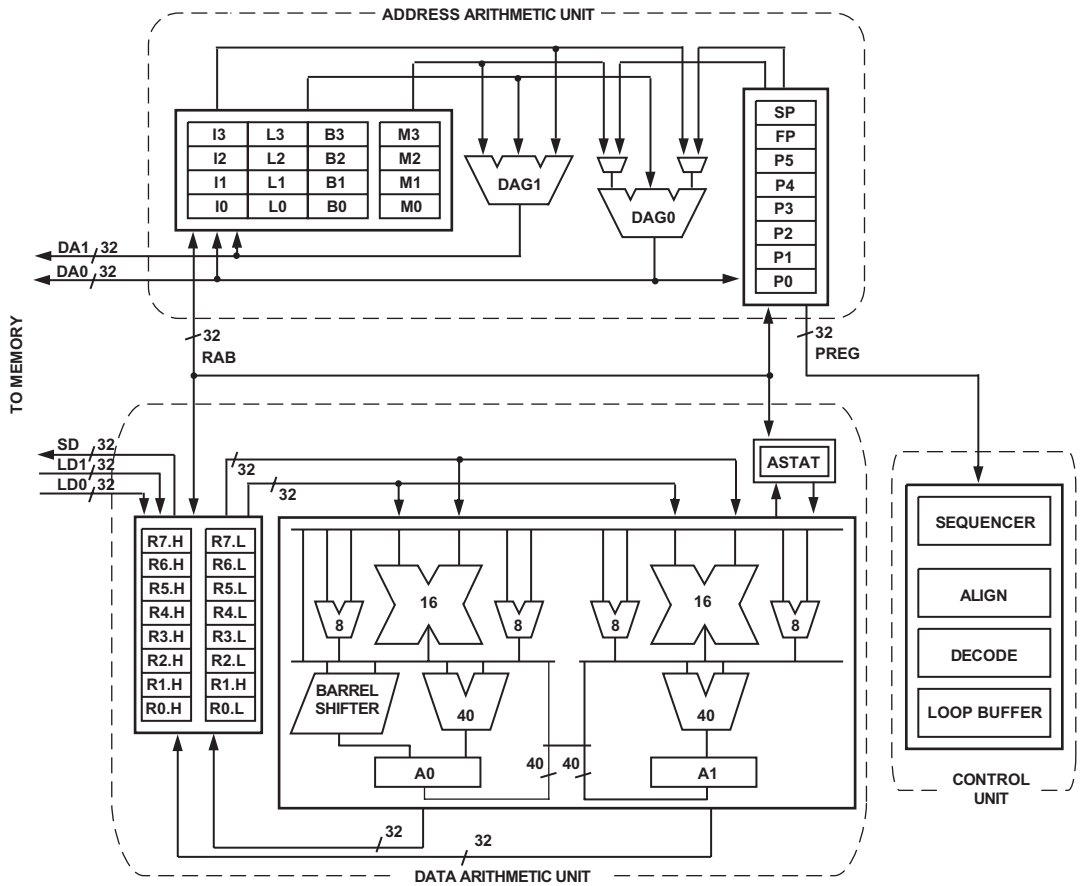 ADDRESS ARITHMETIC UNIT
I3 L3 B3 M3
I2 L2 B2 M2
I1 L1 B1 M1
I0 L0 B0 M0
DAG1
DAG0
SP
FP
P5
P4
P3
P2
P1
P0
DA1 32
DA0 32
TO MEMORY
32
RAB
32
PREG
SD 32
LD1 32
LD0 32
32
32
ASTAT
R7.H R7.L
R6.H R6.L
R5.H R5.L
R4.H R4.L
R3.H R3.L
R2.H R2.L
R1.H R1.H
R0.H R0.L
16
8
8
16
8
8
BARREL
SHIFTER
40
40
A0
40
40
A1
32
32
DATA ARITHMETIC UNIT
SEQUENCER
ALIGN
DECODE
LOOP BUFFER
CONTROL
UNIT